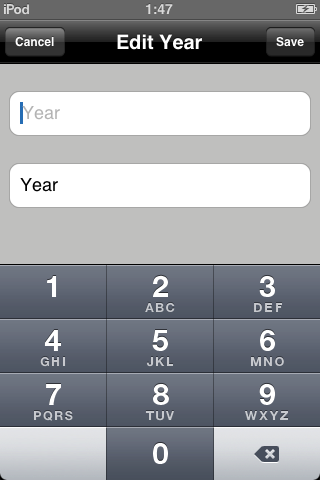 iPod 1:47
Cancel Edit Year Save
Year
Year
1 2 3
ABC DEF
4 5 6
GHI JKL MNO
7 8 9
PQRS TUV WXYZ
0